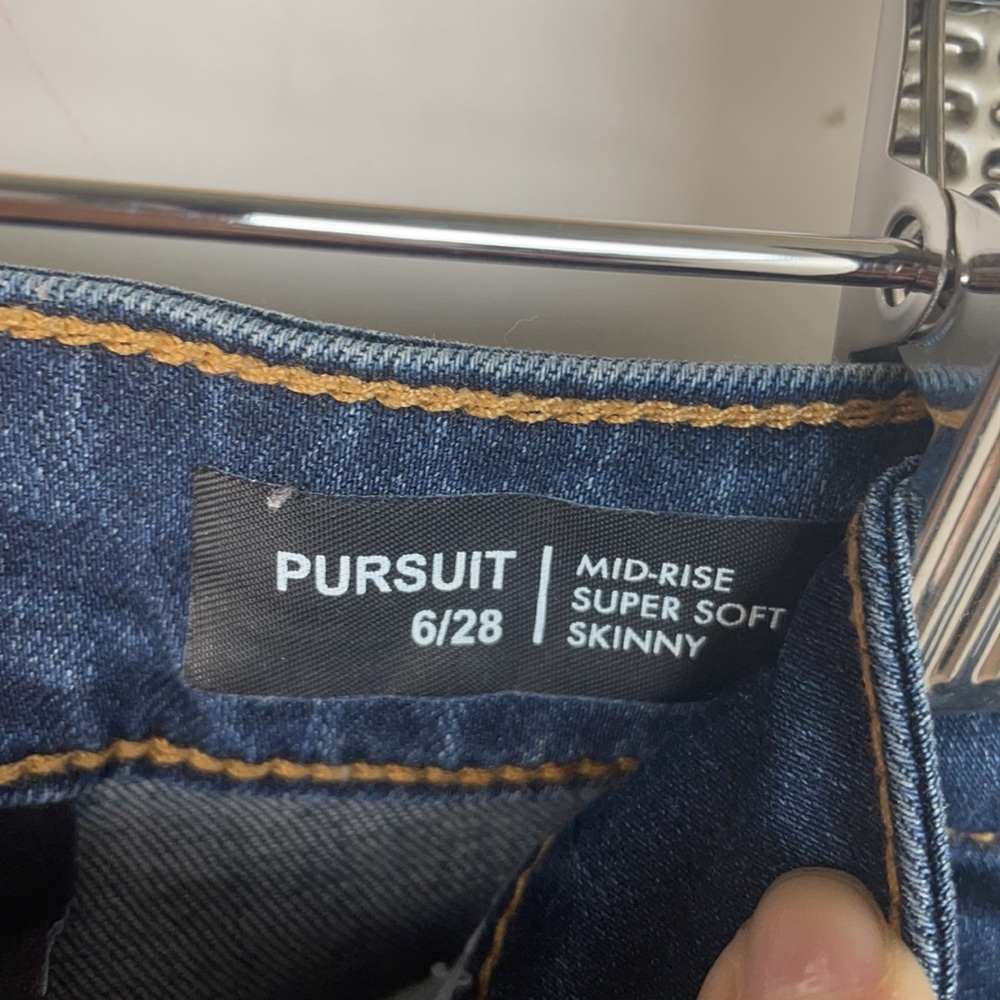 PURSUIT
6/28
MID-RISE
SUPER SOFT
SKINNY